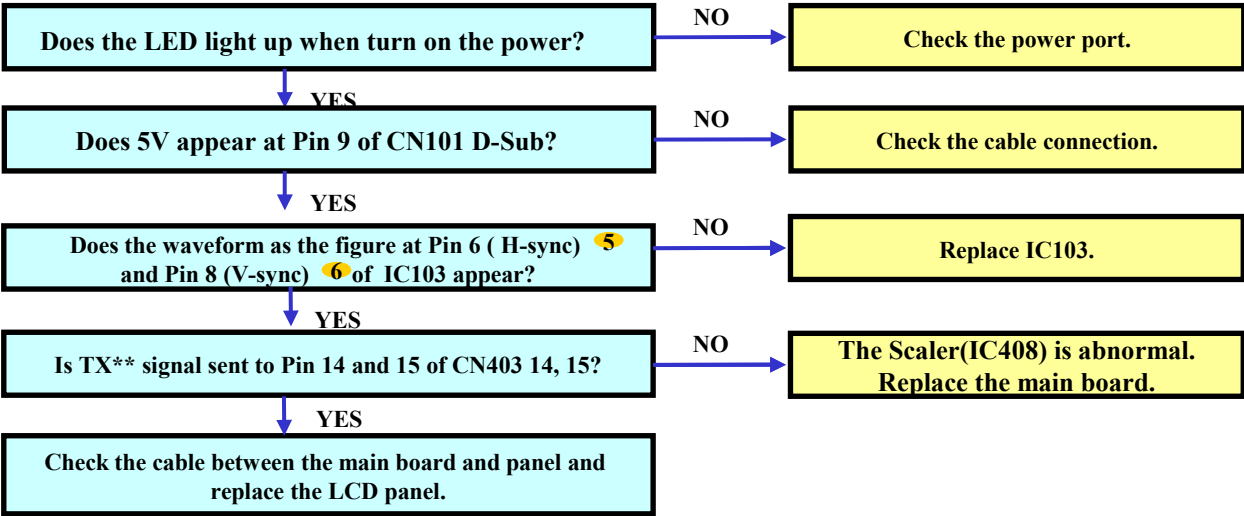 Does the LED light up when turn on the power?
NO
Check the power port.
YES
Does 5V appear at Pin 9 of CN101 D-Sub?
NO
Check the cable connection.
YES
Does the waveform as the figure at Pin 6 ( H-sync) 5
and Pin 8 (V-sync) 6 of IC103 appear?
NO
Replace IC103.
YES
Is TX** signal sent to Pin 14 and 15 of CN403 14, 15?
NO
The Scaler(IC408) is abnormal.
Replace the main board.
YES
Check the cable between the main board and panel and
replace the LCD panel.